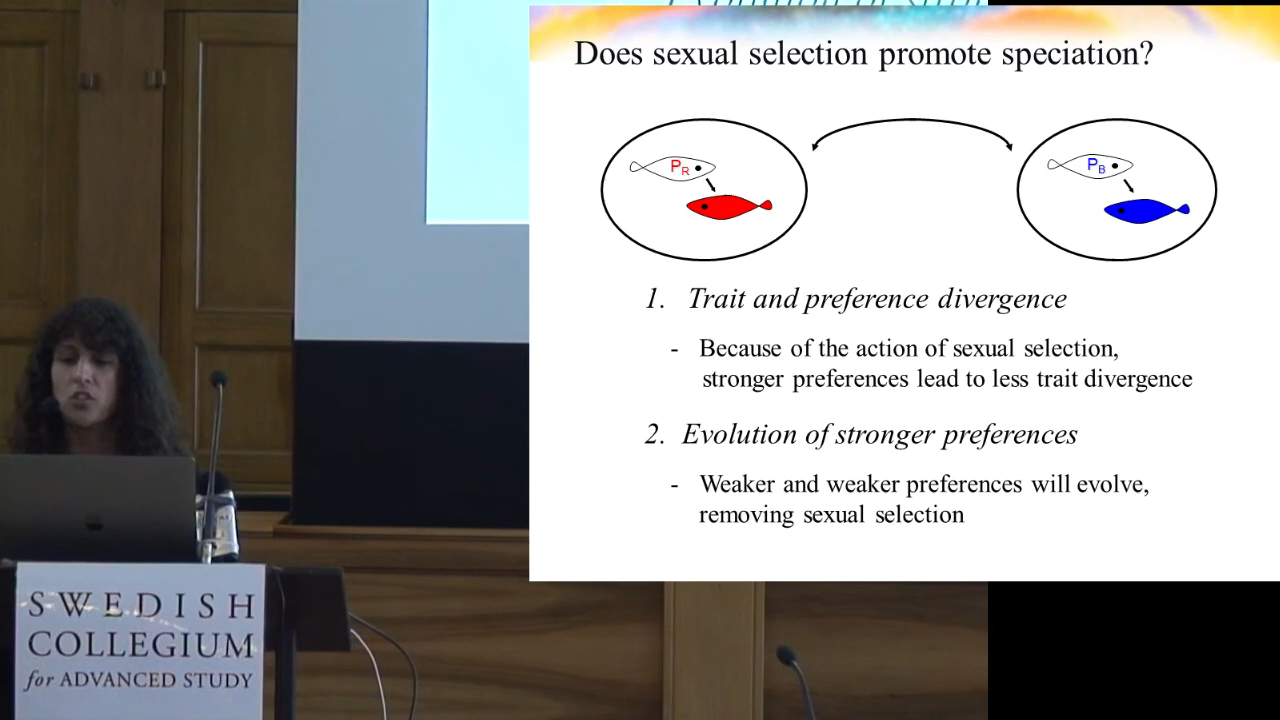 Does sexual selection promote speciation?
PR
PB
1. Trait and preference divergence
- Because of the action of sexual selection,
stronger preferences lead to less trait divergence
2. Evolution of stronger preferences
- Weaker and weaker preferences will evolve,
removing sexual selection
SWEDISH
COLLEGIUM
for ADVANCED STUDY